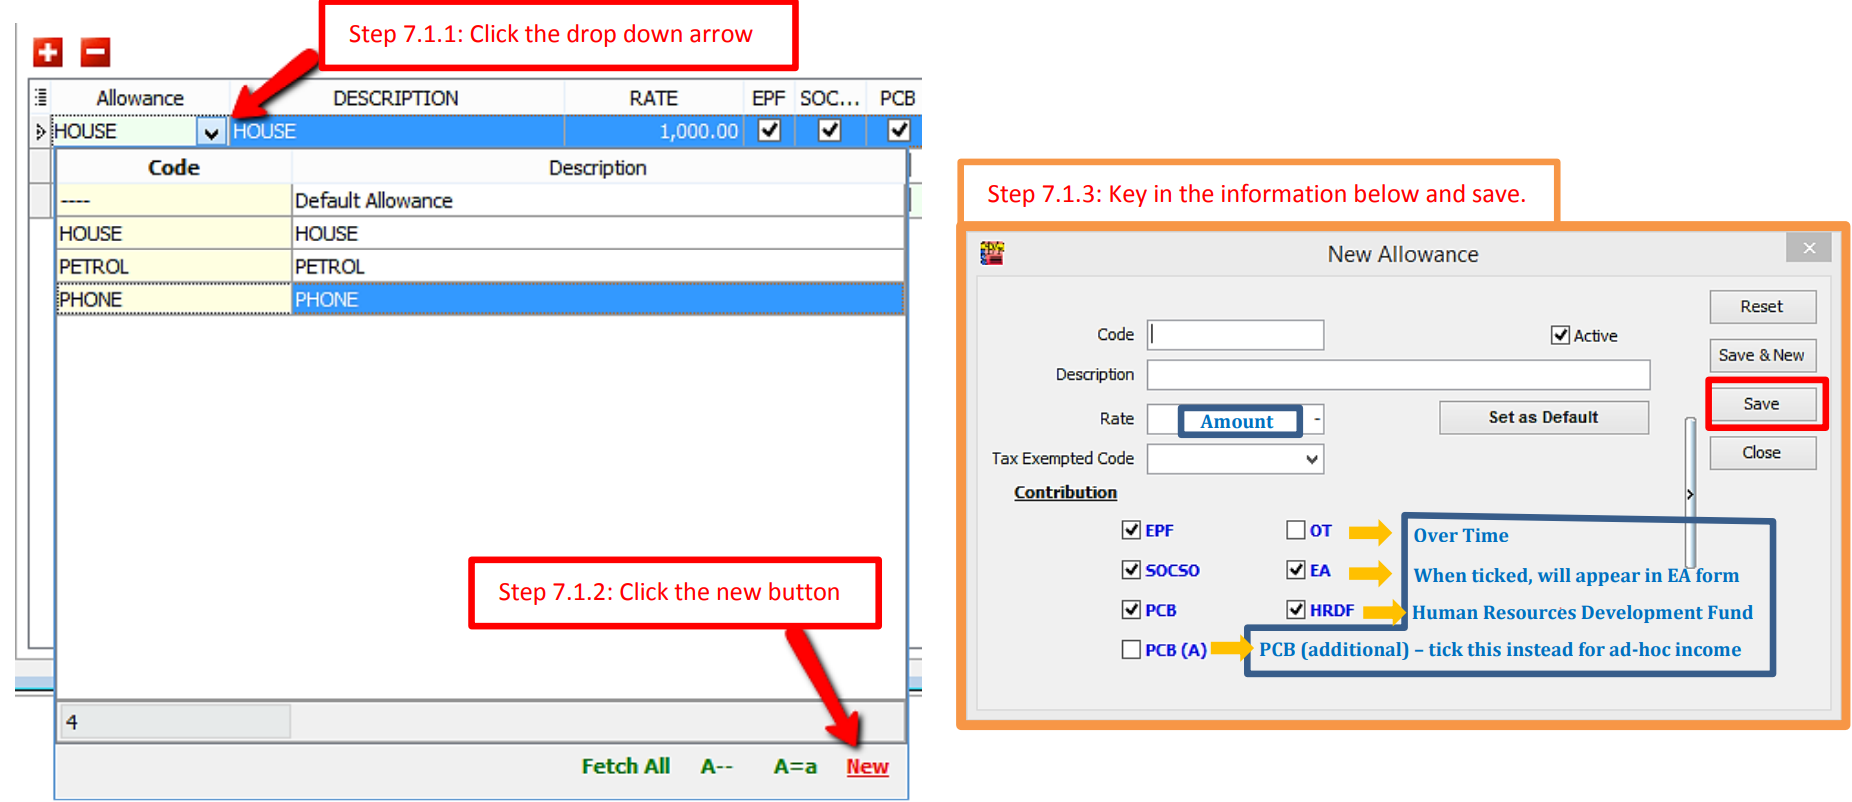 Step 7.1.1: Click the drop down arrow
Allowance DESCRIPTION RATE EPF SOC... PCB
HOUSE HOUSE 1,000.00
Code Description
---- Default Allowance
HOUSE HOUSE
PETROL PETROL
PHONE PHONE
Step 7.1.2: Click the new button
4
Fetch All A-- A=a New
Step 7.1.3: Key in the information below and save.
New Allowance
Reset
Code Active
Save & New
Description
Save
Rate Amount - Set as Default
Close
Tax Exempted Code
Contribution
EPF OT Over Time
SOCSO EA When ticked, will appear in EA form
PCB HRDF Human Resources Development Fund
PCB (A) PCB (additional) – tick this instead for ad-hoc income